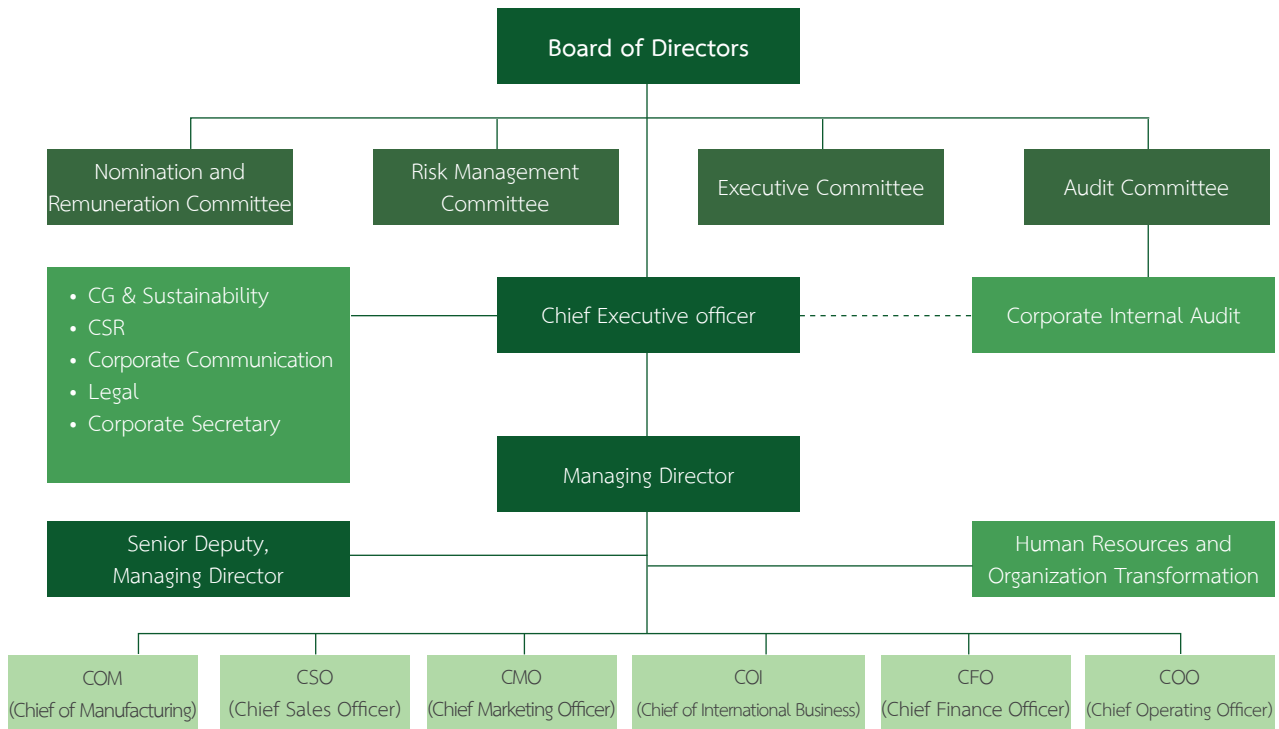 Board of Directors
Nomination and
Remuneration Committee
Risk Management
Committee
Executive Committee
Audit Committee
• CG & Sustainability
• CSR
• Corporate Communication
• Legal
• Corporate Secretary
Chief Executive officer
Corporate Internal Audit
Managing Director
Senior Deputy,
Managing Director
Human Resources and
Organization Transformation
COM
(Chief of Manufacturing)
CSO
(Chief Sales Officer)
CMO
(Chief Marketing Officer)
COI
(Chief of International Business)
CFO
(Chief Finance Officer)
COO
(Chief Operating Officer)